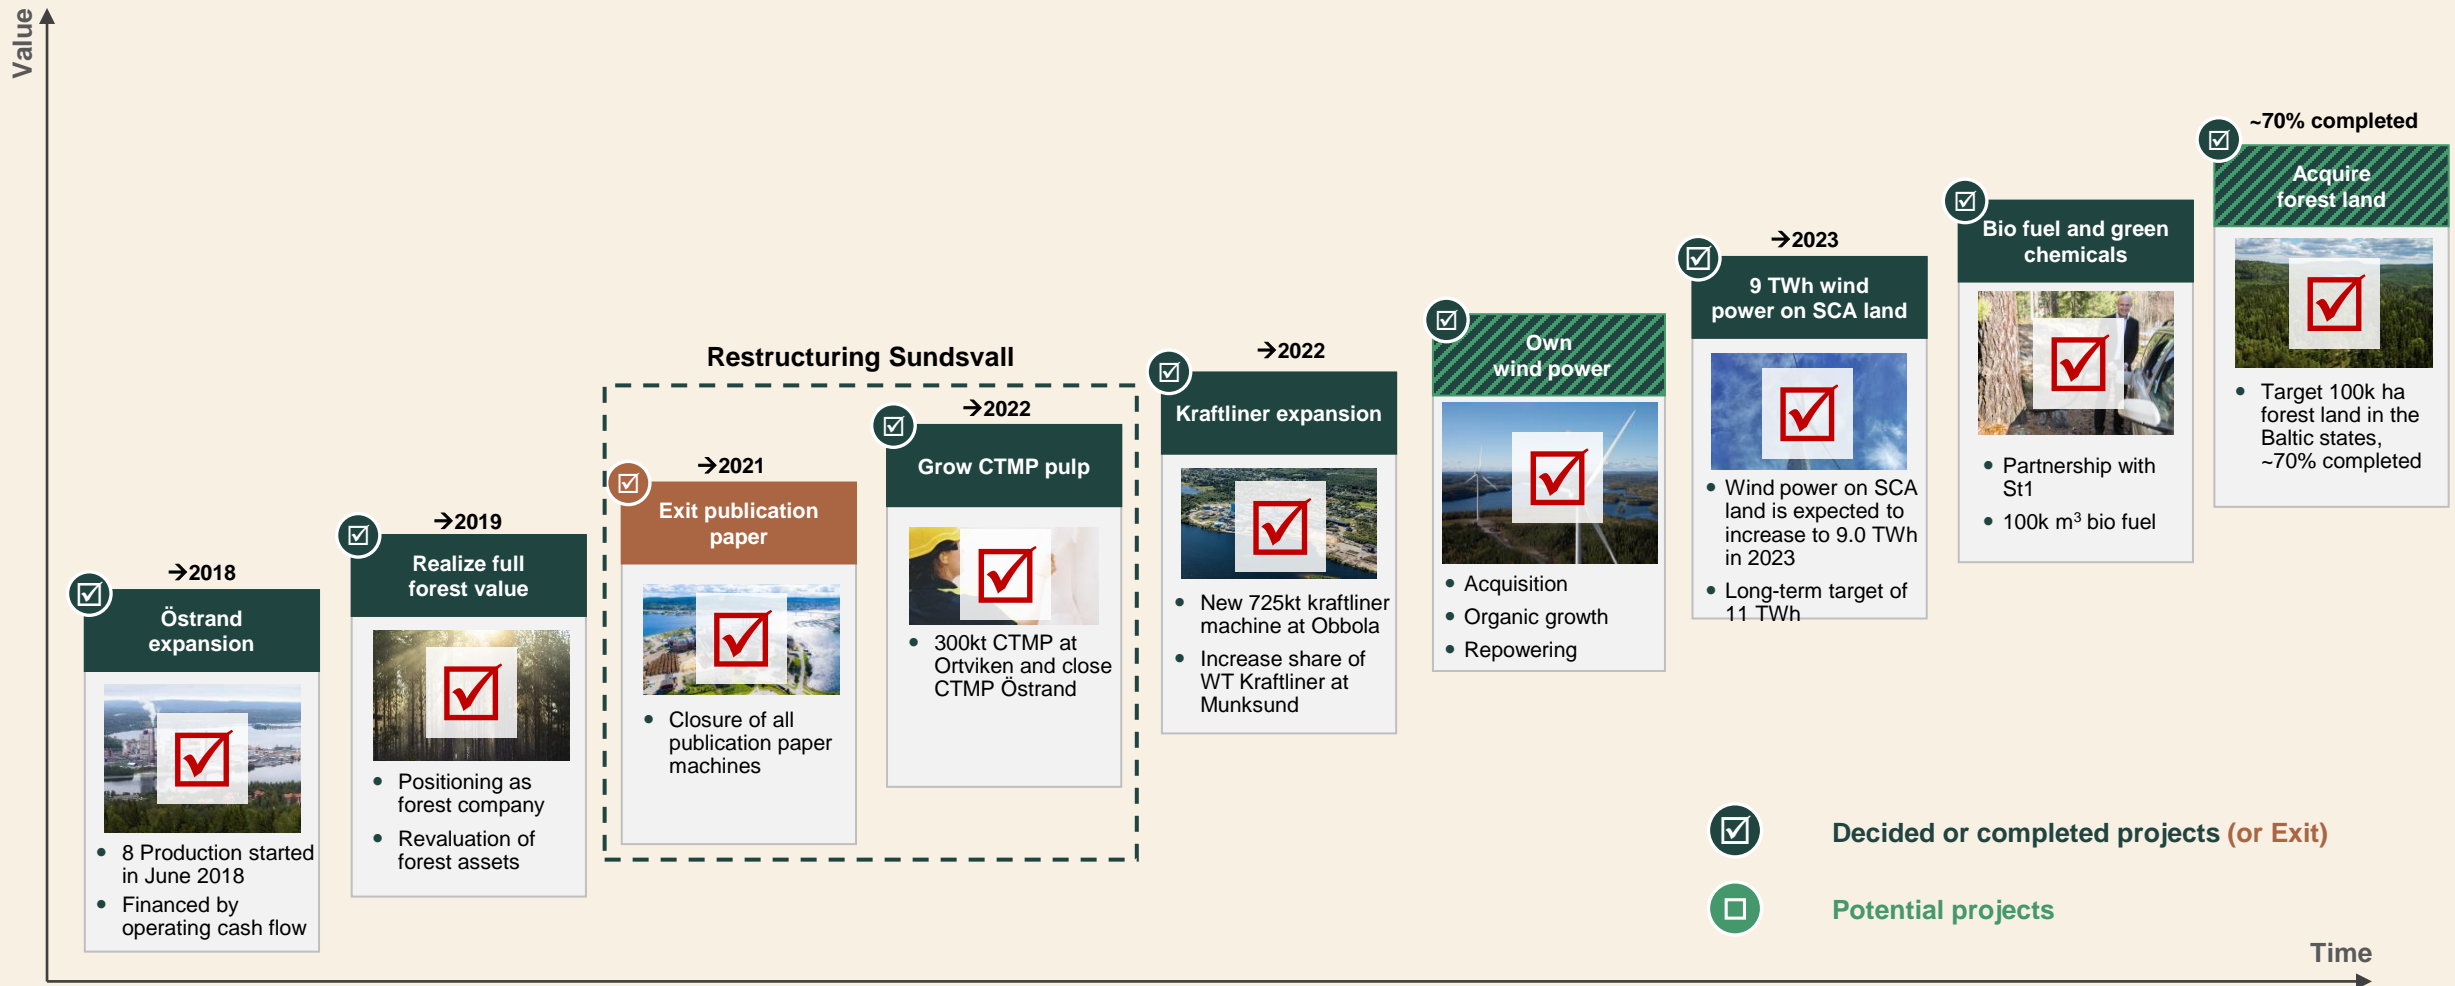 Value
→2018
Östrand
expansion
8 Production started
in June 2018
Financed by
operating cash flow
→2019
Realize full
forest value
Positioning as
forest company
Revaluation of
forest assets
Restructuring Sundsvall
→2021
Exit publication
paper
Closure of all
publication paper
machines
→2022
Grow CTMP pulp
300kt CTMP at
Ortviken and close
CTMP Östrand
→2022
Kraftliner expansion
New 725kt kraftliner
machine at Obbola
Increase share of
WT Kraftliner at
Munksund
Own
wind power
Acquisition
Organic growth
Repowering
→2023
9 TWh wind
power on SCA land
Wind power on SCA
land is expected to
increase to 9.0 TWh
in 2023
Long-term target of
11 TWh
Bio fuel and green
chemicals
Partnership with
St1
100k m³ bio fuel
~70% completed
Acquire
forest land
Target 100k ha
forest land in the
Baltic states,
~70% completed
Decided or completed projects (or Exit)
Potential projects
Time